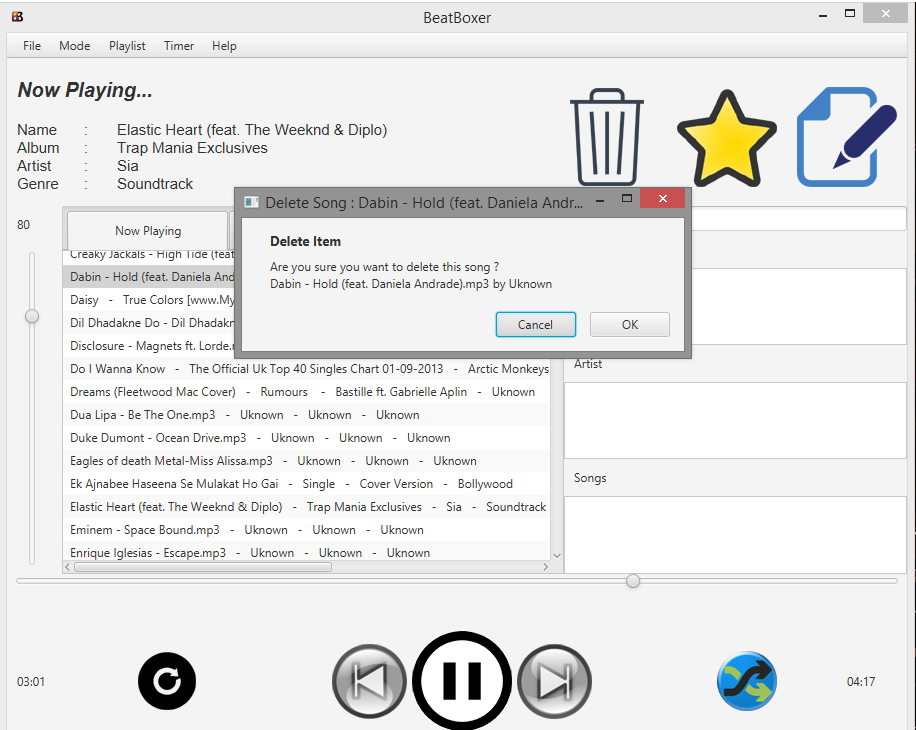 BB
BeatBoxer
File Mode Playlist Timer Help
Now Playing...
Name : Elastic Heart (feat. The Weeknd & Diplo)
Album : Trap Mania Exclusives
Artist : Sia
Genre : Soundtrack
Delete Song : Dabin - Hold (feat. Daniela Andr...
Delete Item
Are you sure you want to delete this song ?
Dabin - Hold (feat. Daniela Andrade).mp3 by Uknown
Cancel OK
80
Now Playing
Creaky Jackals - High Tide (feat
Dabin - Hold (feat. Daniela And
Daisy - True Colors [www.My
Dil Dhadakne Do - Dil Dhadakn
Disclosure - Magnets ft. Lorde.
Do I Wanna Know - The Official Uk Top 40 Singles Chart 01-09-2013 - Arctic Monkeys
Dreams (Fleetwood Mac Cover) - Rumours - Bastille ft. Gabrielle Aplin - Uknown
Dua Lipa - Be The One.mp3 - Uknown - Uknown - Uknown
Duke Dumont - Ocean Drive.mp3 - Uknown - Uknown - Uknown
Eagles of death Metal-Miss Alissa.mp3 - Uknown - Uknown - Uknown
Ek Ajnabee Haseena Se Mulakat Ho Gai - Single - Cover Version - Bollywood
Elastic Heart (feat. The Weeknd & Diplo) - Trap Mania Exclusives - Sia - Soundtrack
Eminem - Space Bound.mp3 - Uknown - Uknown - Uknown
Enrique Iglesias - Escape.mp3 - Uknown - Uknown - Uknown
Artist
Songs
03:01
04:17